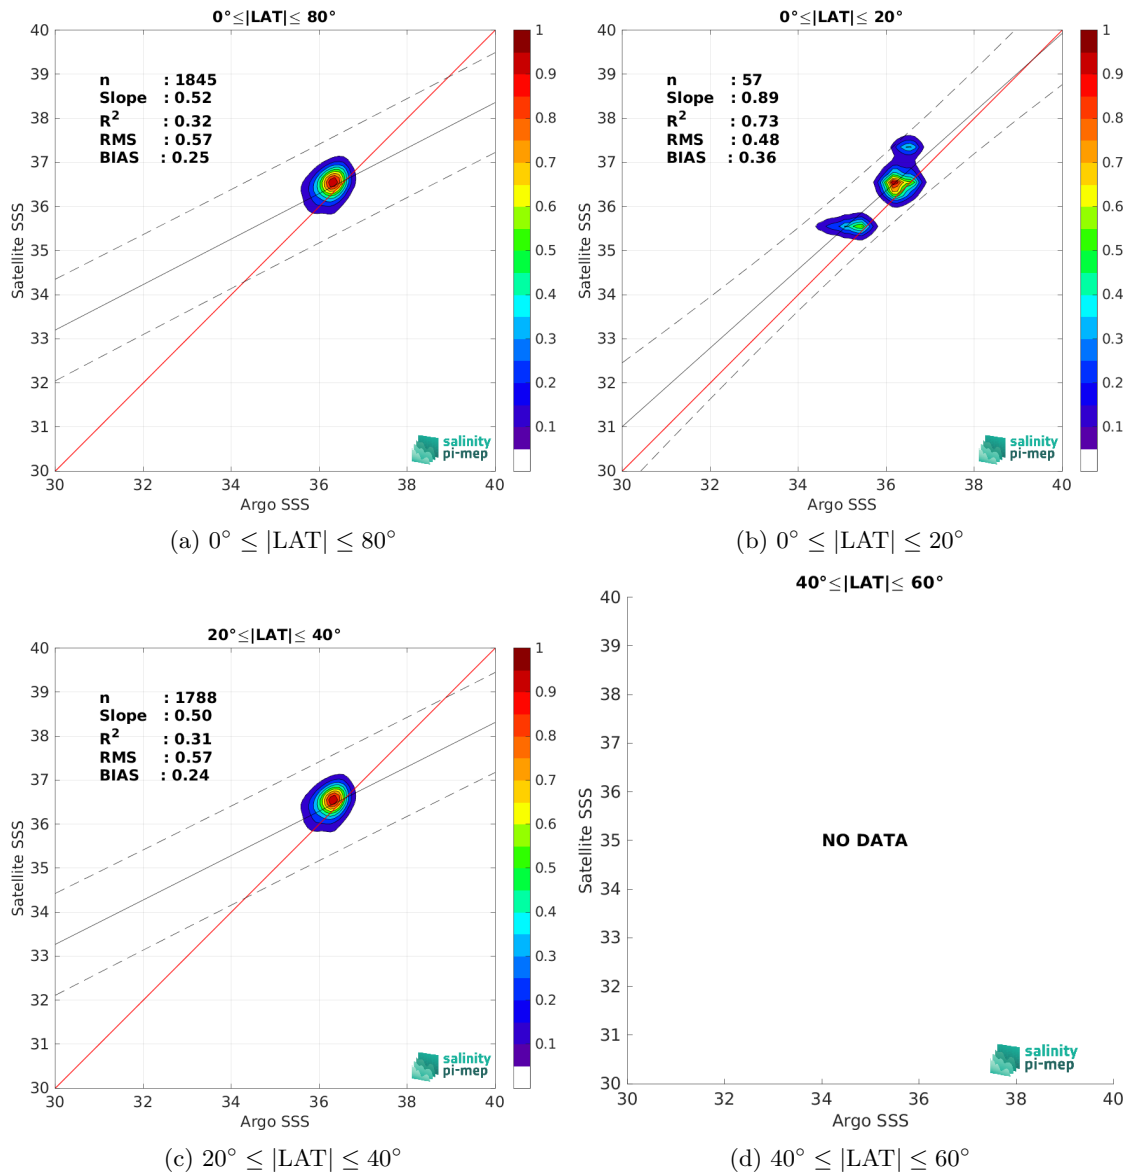 0°≤|LAT|≤ 80°
40
39
38
37
36
35
34
33
32
31
30
Satellite SSS
n : 1845
Slope : 0.52
R² : 0.32
RMS : 0.57
BIAS : 0.25
salinity
pi-mep
30 32 34 36 38 40
Argo SSS
1
0.9
0.8
0.7
0.6
0.5
0.4
0.3
0.2
0.1
(a) 0° ≤ |LAT| ≤ 80°
0°≤|LAT|≤ 20°
40
39
38
37
36
35
34
33
32
31
30
Satellite SSS
n : 57
Slope : 0.89
R² : 0.73
RMS : 0.48
BIAS : 0.36
salinity
pi-mep
30 32 34 36 38 40
Argo SSS
1
0.9
0.8
0.7
0.6
0.5
0.4
0.3
0.2
0.1
(b) 0° ≤ |LAT| ≤ 20°
20°≤|LAT|≤ 40°
40
39
38
37
36
35
34
33
32
31
30
Satellite SSS
n : 1788
Slope : 0.50
R² : 0.31
RMS : 0.57
BIAS : 0.24
salinity
pi-mep
30 32 34 36 38 40
Argo SSS
1
0.9
0.8
0.7
0.6
0.5
0.4
0.3
0.2
0.1
(c) 20° ≤ |LAT| ≤ 40°
40°≤|LAT|≤ 60°
40
39
38
37
36
35
34
33
32
31
30
Satellite SSS
NO DATA
salinity
pi-mep
30 32 34 36 38 40
Argo SSS
(d) 40° ≤ |LAT| ≤ 60°